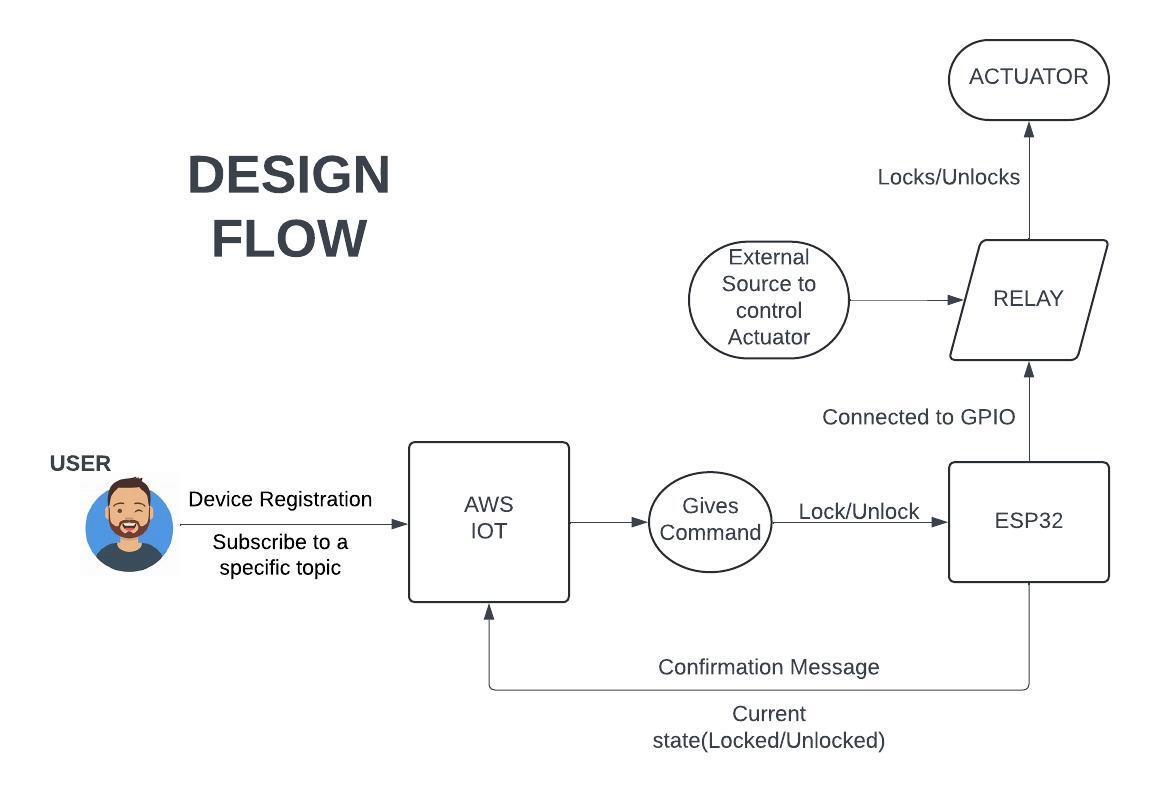 ACTUATOR
DESIGN
FLOW
Locks/Unlocks
External
Source to
control
Actuator
RELAY
Connected to GPIO
USER
Device Registration
Subscribe to a
specific topic
AWS
IOT
Gives
Command
Lock/Unlock
ESP32
Confirmation Message
Current
state(Locked/Unlocked)